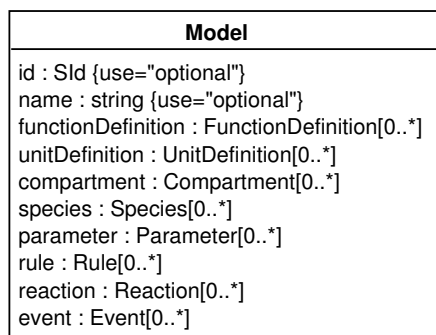 Model
id : SId {use="optional"}
name : string {use="optional"}
functionDefinition : FunctionDefinition[0..*]
unitDefinition : UnitDefinition[0..*]
compartment : Compartment[0..*]
species : Species[0..*]
parameter : Parameter[0..*]
rule : Rule[0..*]
reaction : Reaction[0..*]
event : Event[0..*]